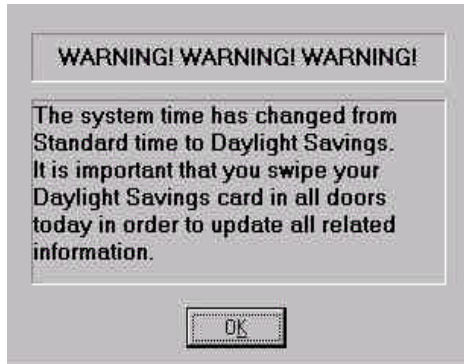 WARNING! WARNING! WARNING!
The system time has changed from
Standard time to Daylight Savings.
It is important that you swipe your
Daylight Savings card in all doors
today in order to update all related
information.
OK